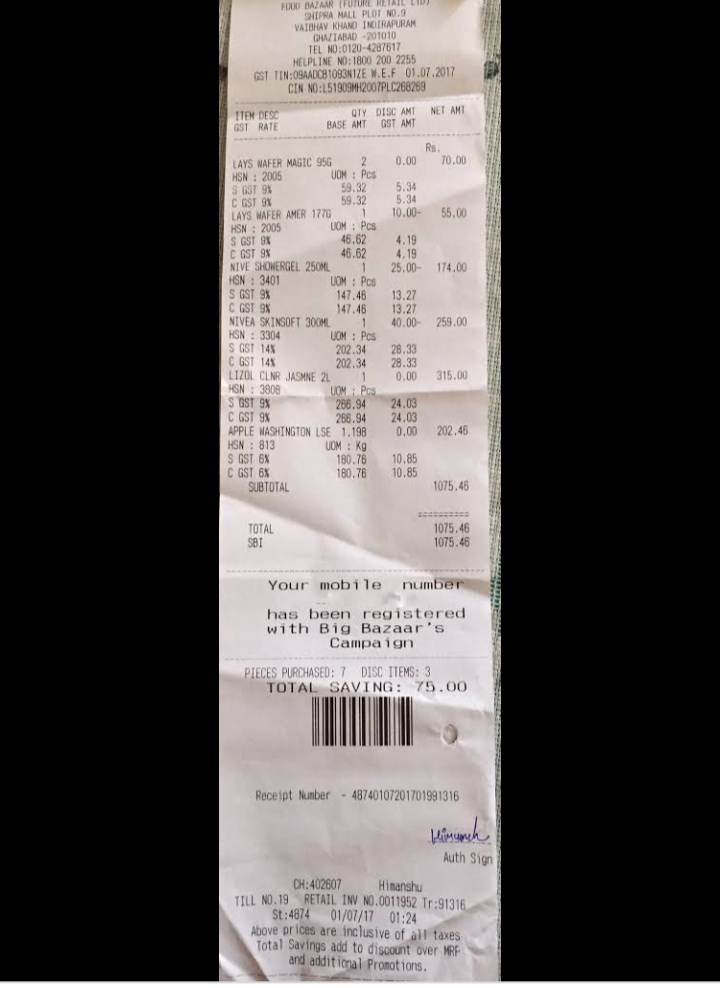 FOOD BAZAAR (FUTURE RETAIL LTD)
SHIPRA MALL PLOT NO.9
VAIBHAV KHAND INDIRAPURAM
GHAZIABAD -201010
TEL NO:0120-4287617
HELPLINE NO:1800 200 2255
GST TIN:09AADCB1093N1ZE W.E.F 01.07.2017
CIN NO:L51909MH2007PLC268269
ITEM DESC QTY DISC AMT NET AMT
GST RATE BASE AMT GST AMT
Rs.
LAYS WAFER MAGIC 95G 2 0.00 70.00
HSN : 2005 UOM : Pcs
S GST 9% 59.32 5.34
C GST 9% 59.32 5.34
LAYS WAFER AMER 177G 1 10.00- 55.00
HSN : 2005 UOM : Pcs
S GST 9% 46.62 4.19
C GST 9% 46.62 4.19
NIVE SHOWERGEL 250ML 1 25.00- 174.00
HSN : 3401 UOM : Pcs
S GST 9% 147.46 13.27
C GST 9% 147.46 13.27
NIVEA SKINSOFT 300ML 1 40.00- 259.00
HSN : 3304 UOM : Pcs
S GST 14% 202.34 28.33
C GST 14% 202.34 28.33
LIZOL CLNR JASMNE 2L 1 0.00 315.00
HSN : 3808 UOM : Pcs
S GST 9% 266.94 24.03
C GST 9% 266.94 24.03
APPLE WASHINGTON LSE 1.198 0.00 202.46
HSN : 813 UOM : Kg
S GST 6% 180.76 10.85
C GST 6% 180.76 10.85
SUBTOTAL 1075.46
==========
TOTAL 1075.46
SBI 1075.46
Your mobile number
has been registered
with Big Bazaar's
Campaign
PIECES PURCHASED: 7 DISC ITEMS: 3
TOTAL SAVING: 75.00
Receipt Number - 48740107201701991316
Himansh
Auth Sign
CH:402607 Himanshu
TILL NO.19 RETAIL INV NO.0011952 Tr:91316
St:4874 01/07/17 01:24
Above prices are inclusive of all taxes
Total Savings add to discount over MRP
and additional Promotions.